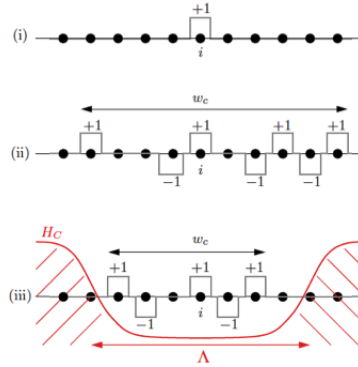 +1
(i)
i
w_c
+1 +1 +1 +1
(ii)
−1 i −1 −1
H_C w_c
+1 +1 +1
(iii)
−1 i −1
Λ